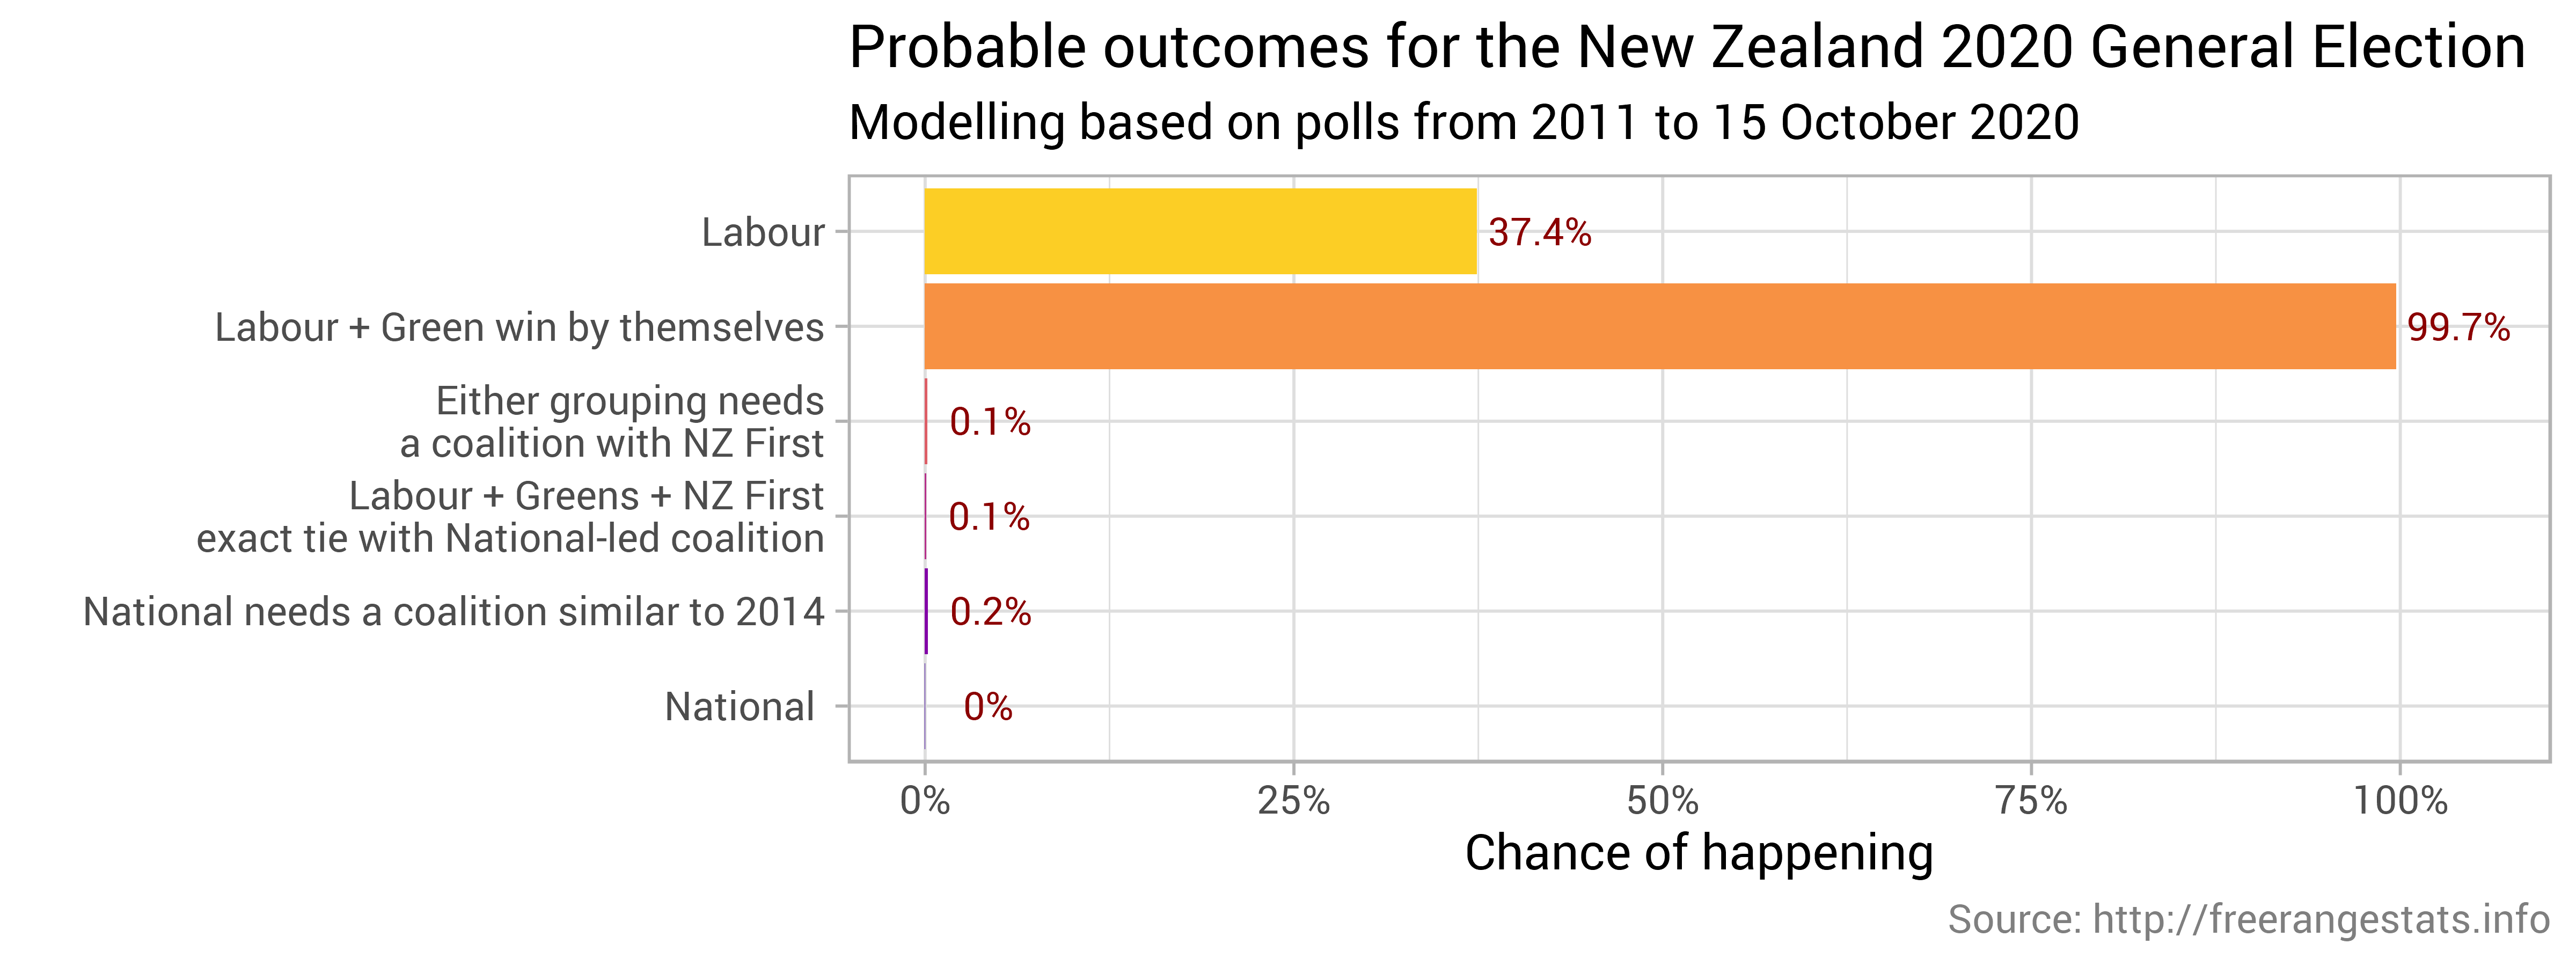 Probable outcomes for the New Zealand 2020 General Election
Modelling based on polls from 2011 to 15 October 2020
Labour
37.4%
Labour + Green win by themselves
99.7%
Either grouping needs
a coalition with NZ First
0.1%
Labour + Greens + NZ First
exact tie with National-led coalition
0.1%
National needs a coalition similar to 2014
0.2%
National
0%
0%
25%
50%
75%
100%
Chance of happening
Source: http://freerangestats.info